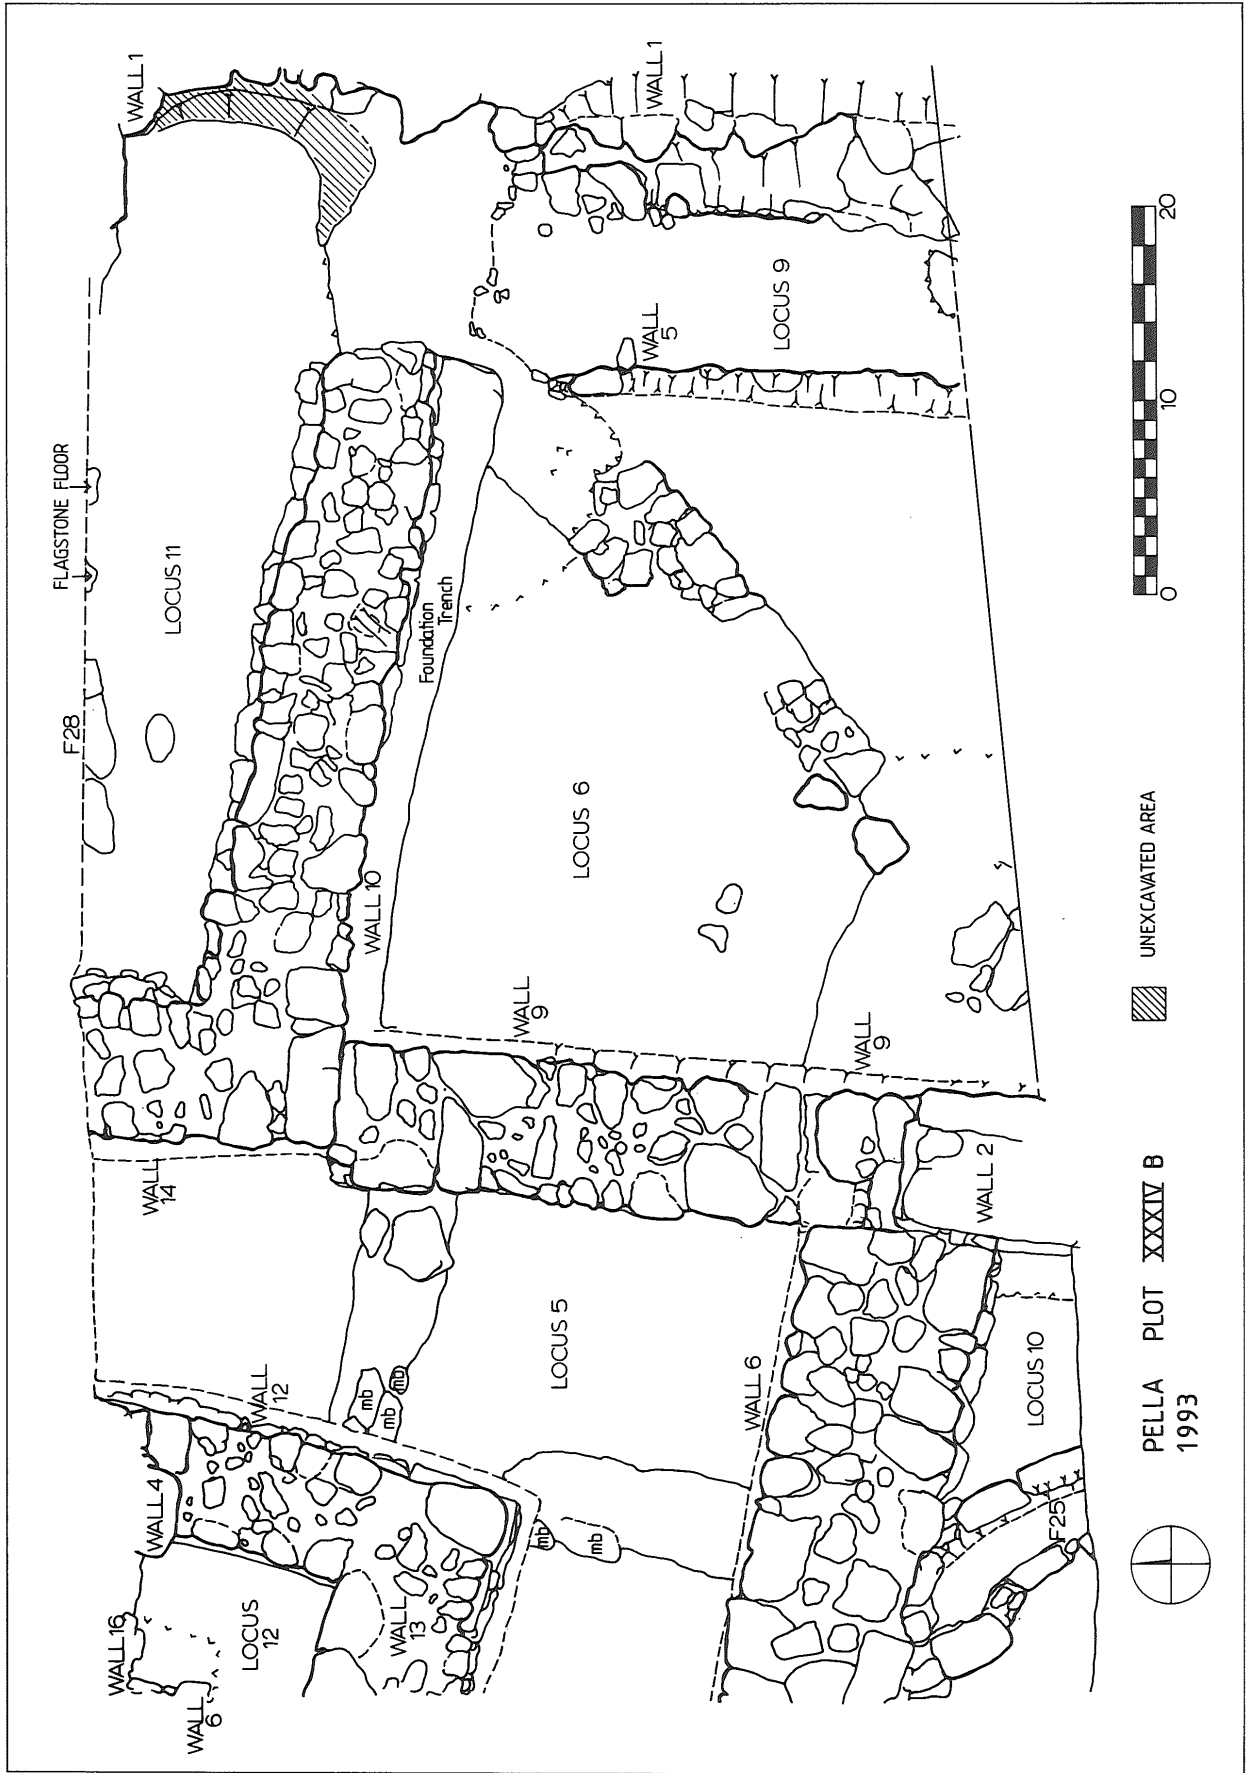 WALL 1
WALL 1
FLAGSTONE FLOOR
LOCUS 11
F28
Foundation
Trench
WALL
5
LOCUS 9
WALL 10
LOCUS 6
WALL
9
WALL
9
WALL
14
WALL 2
WALL
12
mb
mb
mb
LOCUS 5
WALL 6
LOCUS 10
WALL 4
WALL 16
WALL
6
LOCUS
12
WALL
13
mb
mb
F25
0
10
20
UNEXCAVATED AREA
PELLA PLOT XXXIV B
1993